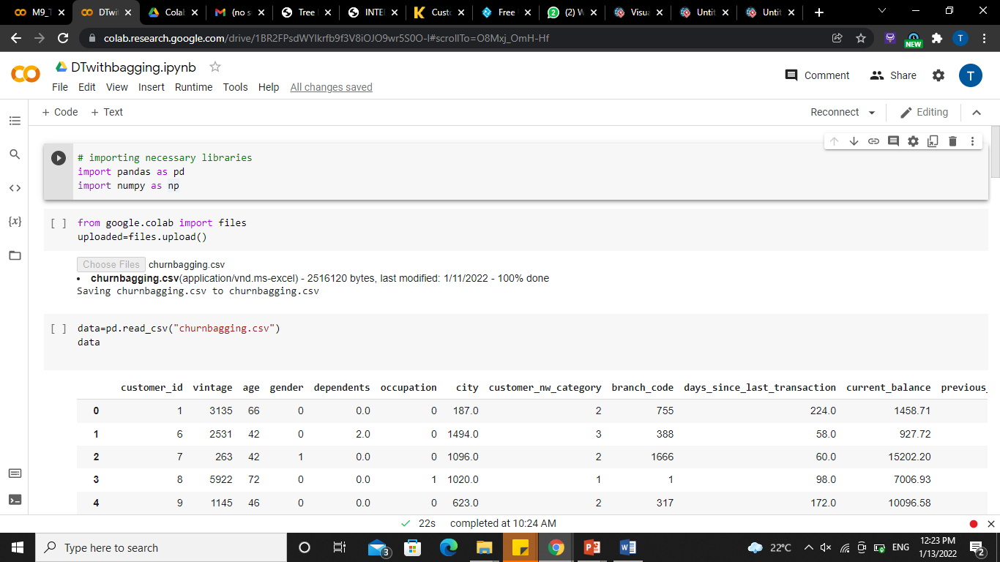 M9_T
DTwith
Colab
M (no s
Tree
INTE
Custo
Free
(2) W
Visua
Untit
Untit
colab.research.google.com/drive/1BR2FPsdWYlkrfb9f3V8iOJO9wr5S0O-I#scrollTo=O8Mxj_OmH-Hf
NEW
T
DTwithbagging.ipynb
File Edit View Insert Runtime Tools Help All changes saved
Comment Share T
+ Code + Text
Reconnect Editing
# importing necessary libraries
import pandas as pd
import numpy as np
[ ] from google.colab import files
uploaded=files.upload()
Choose Files churnbagging.csv
• churnbagging.csv(application/vnd.ms-excel) - 2516120 bytes, last modified: 1/11/2022 - 100% done
Saving churnbagging.csv to churnbagging.csv
[ ] data=pd.read_csv("churnbagging.csv")
data
customer_id vintage age gender dependents occupation city customer_nw_category branch_code days_since_last_transaction current_balance previous_
0 1 3135 66 0 0.0 0 187.0 2 755 224.0 1458.71
1 6 2531 42 0 2.0 0 1494.0 3 388 58.0 927.72
2 7 263 42 1 0.0 0 1096.0 2 1666 60.0 15202.20
3 8 5922 72 0 0.0 1 1020.0 1 1 98.0 7006.93
4 9 1145 46 0 0.0 0 623.0 2 317 172.0 10096.58
22s completed at 10:24 AM
Type here to search
3
22°C
ENG
12:23 PM
1/13/2022
2